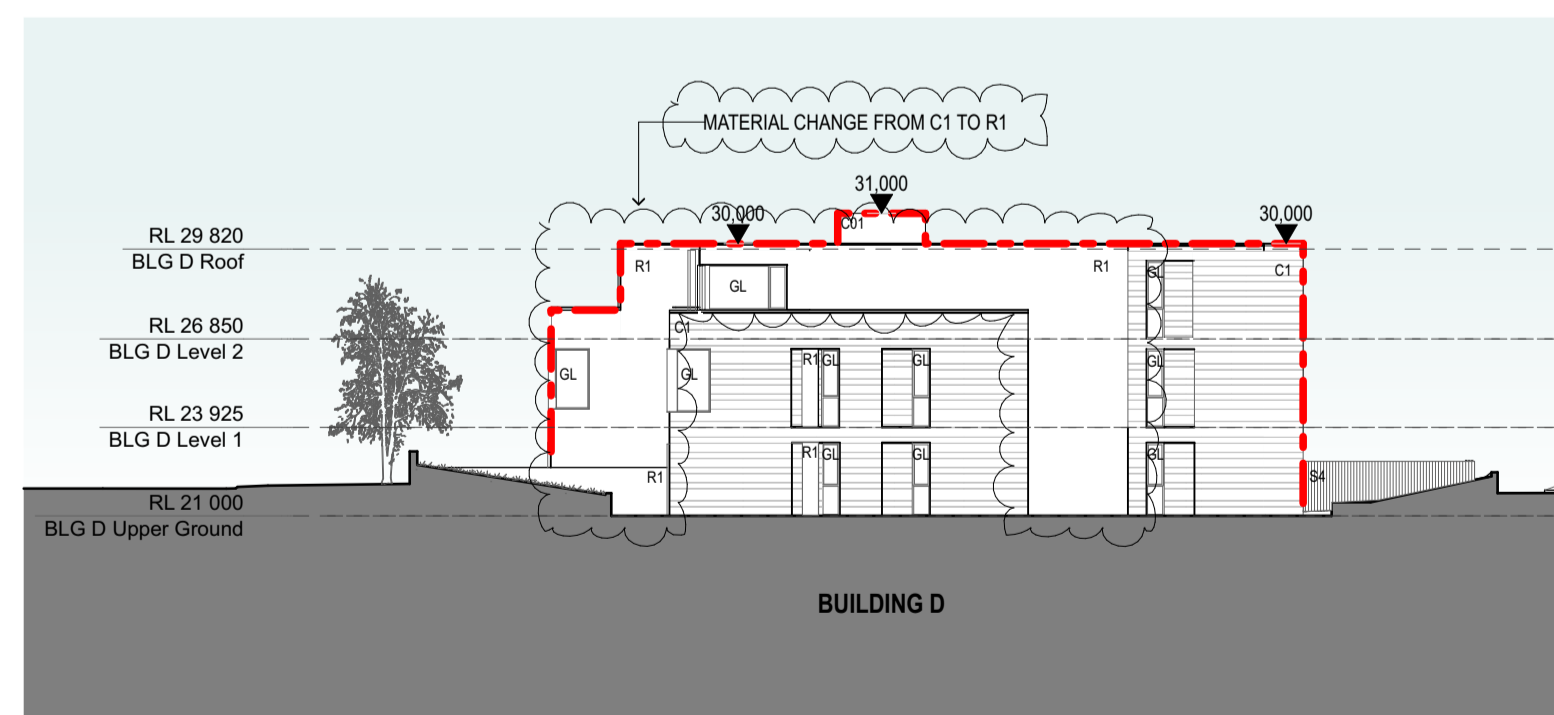 MATERIAL CHANGE FROM C1 TO R1
31,000
30,000
30,000
C01
RL 29 820
BLG D Roof
R1
R1
GL
C1
GL
RL 26 850
BLG D Level 2
C1
GL
GL
R1
GL
GL
GL
RL 23 925
BLG D Level 1
R1
GL
GL
GL
R1
S4
RL 21 000
BLG D Upper Ground
BUILDING D